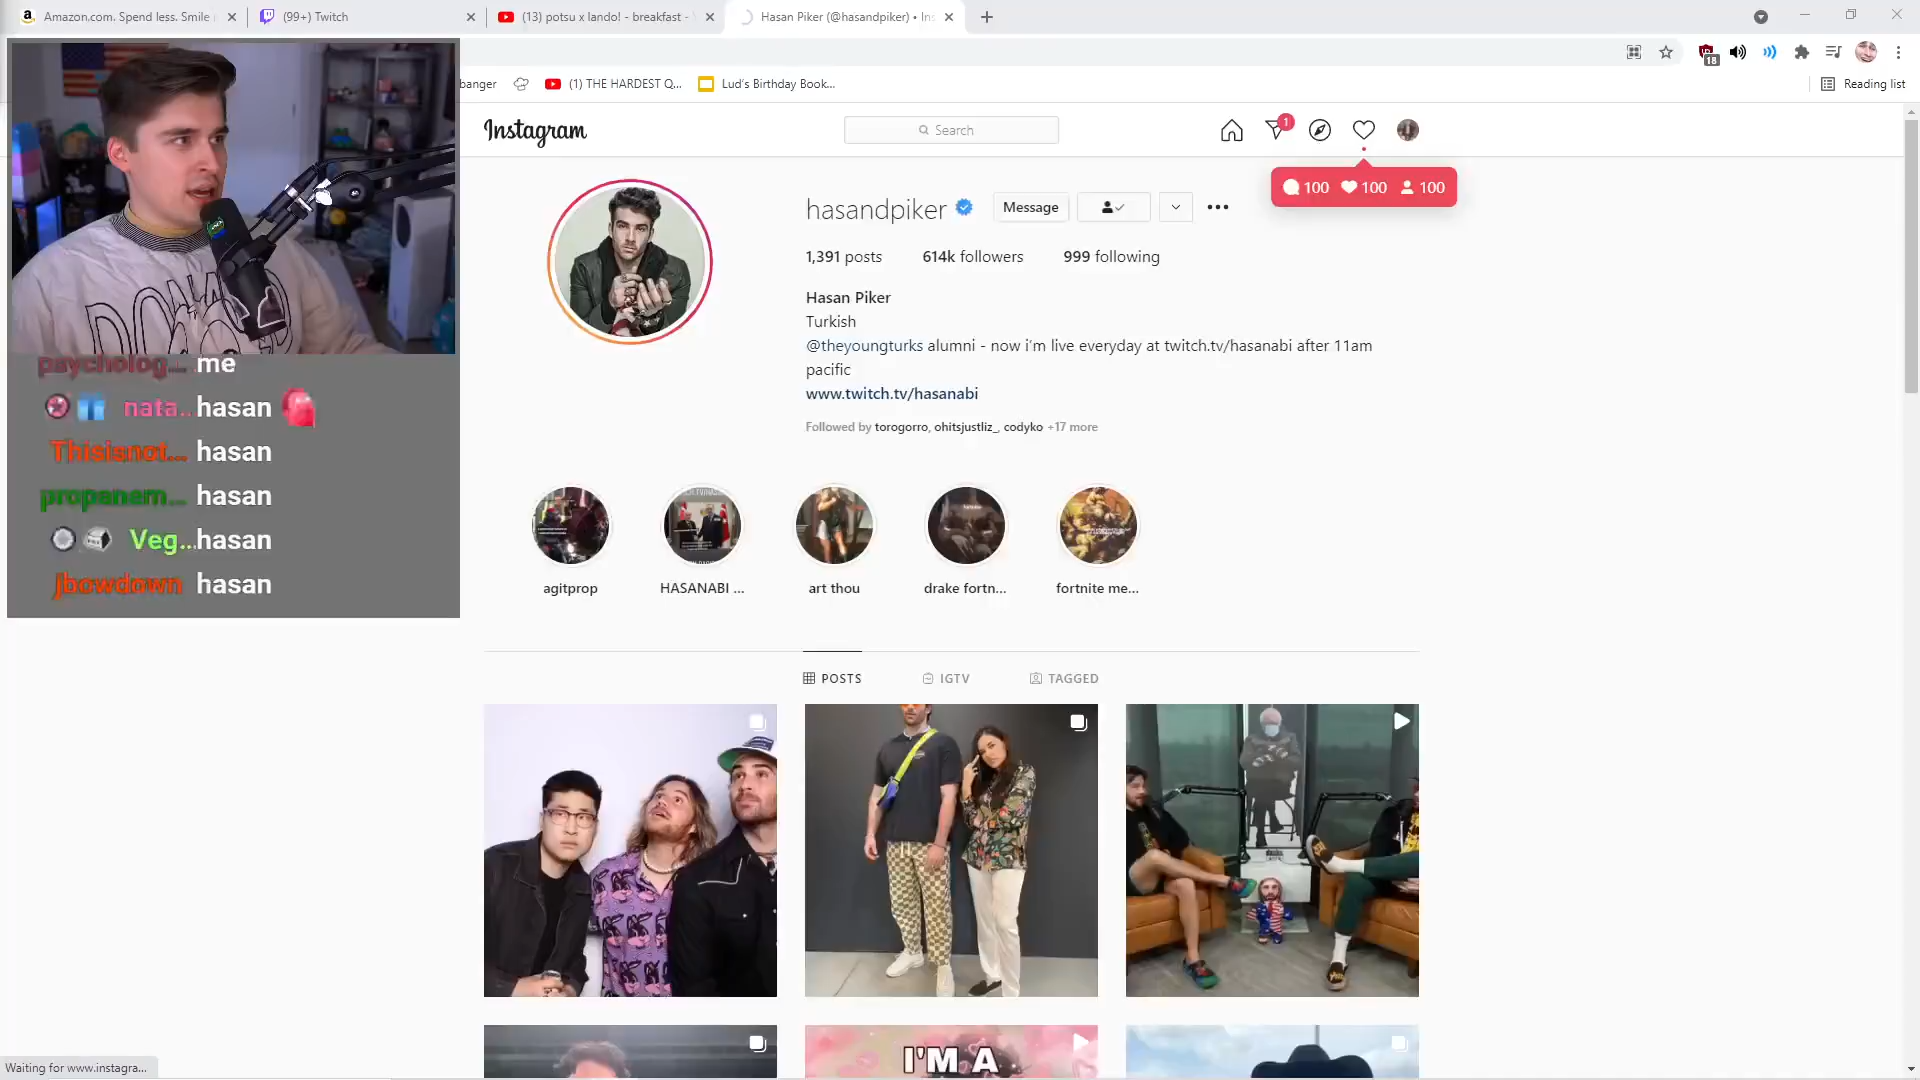 Amazon.com. Spend less. Smile
(99+) Twitch
(13) potsu x lando! - breakfast -
Hasan Piker (@hasandpiker) • Ins
18
banger
(1) THE HARDEST Q...
Lud's Birthday Book...
Reading list
Instagram
Search
1
100 100 100
hasandpiker
Message
1,391 posts
614k followers
999 following
Hasan Piker
Turkish
@theyoungturks alumni - now i'm live everyday at twitch.tv/hasanabi after 11am
pacific
www.twitch.tv/hasanabi
Followed by torogorro, ohitsjustliz_, codyko +17 more
psycholog... me
nata.. hasan
Thisisnot... hasan
propanem... hasan
Veg... hasan
Jbowdown hasan
agitprop
HASANABI ...
art thou
drake fortn...
fortnite me...
POSTS
IGTV
TAGGED
I'M A
Waiting for www.instagra...